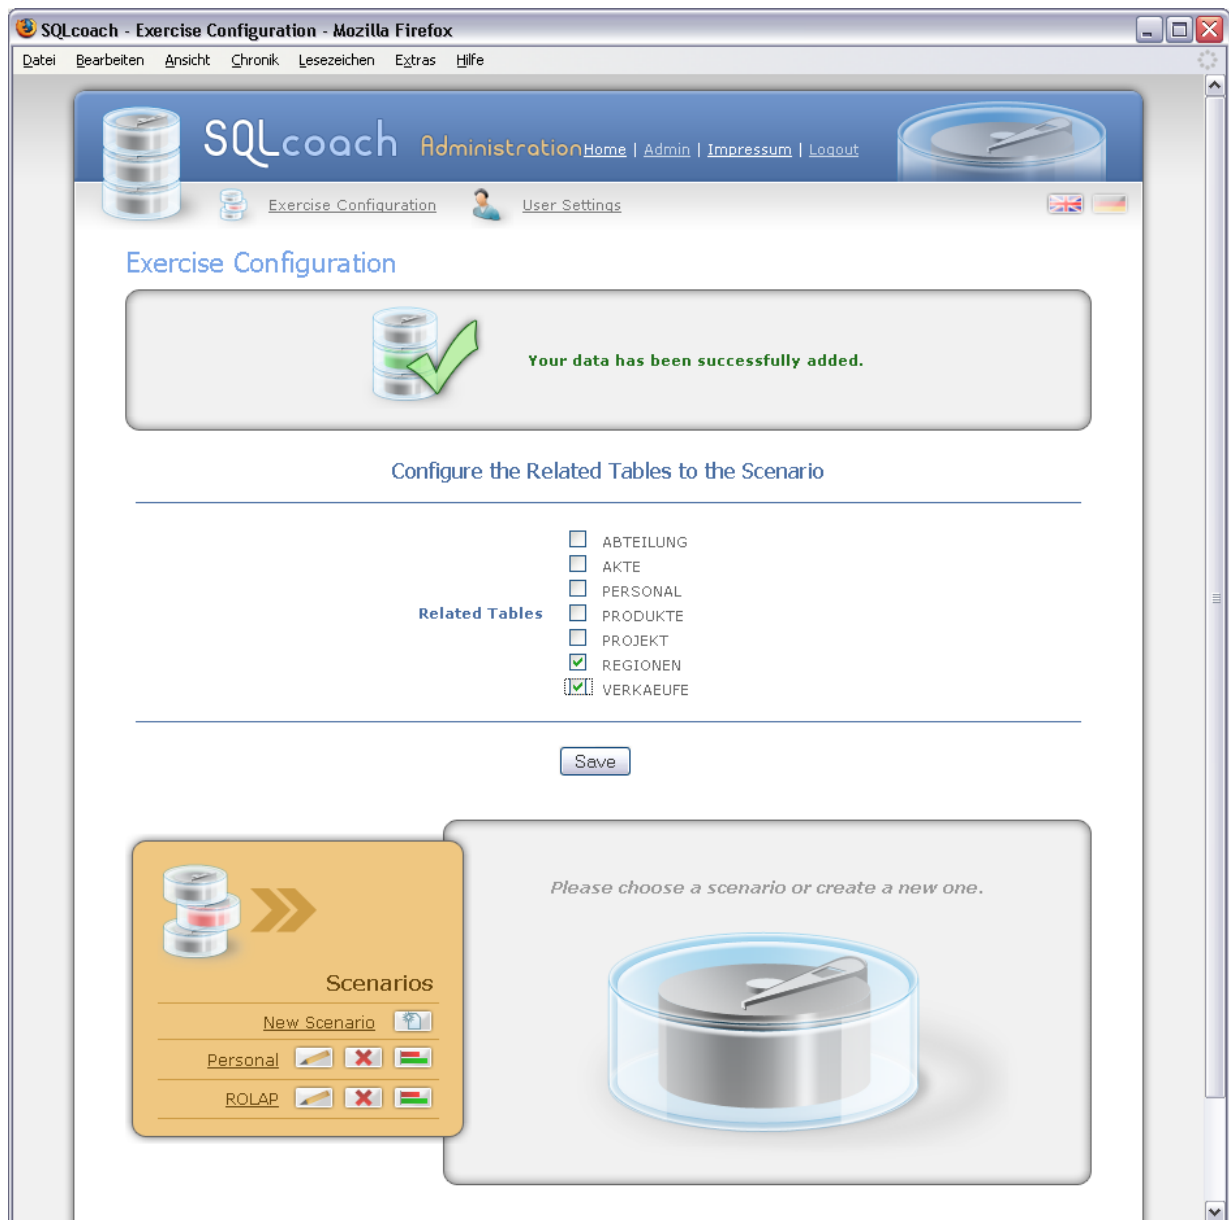 SQLcoach - Exercise Configuration - Mozilla Firefox
Datei Bearbeiten Ansicht Chronik Lesezeichen Extras Hilfe
SQLcoach Administration Home | Admin | Impressum | Logout
Exercise Configuration User Settings
Exercise Configuration
Your data has been successfully added.
Configure the Related Tables to the Scenario
Related Tables
ABTEILUNG
AKTE
PERSONAL
PRODUKTE
PROJEKT
REGIONEN
VERKAEUFE
Save
Please choose a scenario or create a new one.
Scenarios
New Scenario
Personal
ROLAP